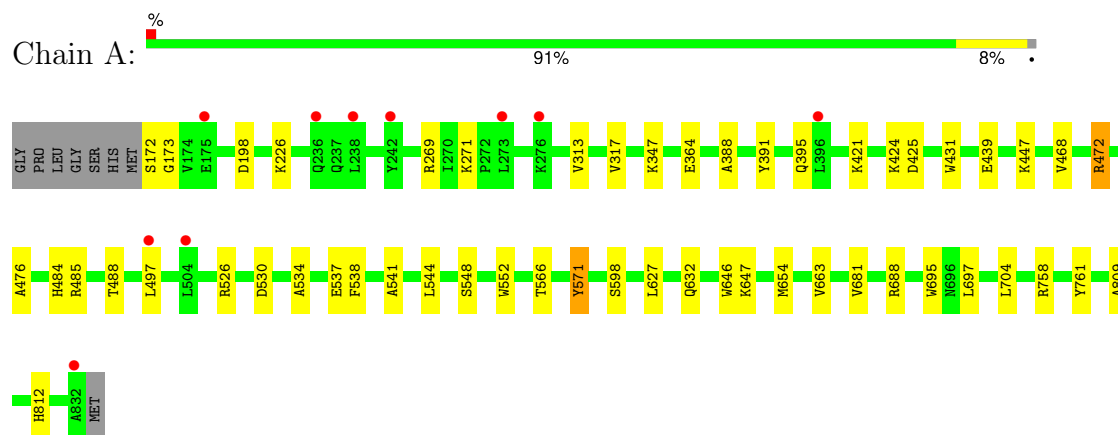 %
Chain A:
91% 8% •
GLY PRO LEU GLY SER HIS MET S172 G173 V174 E175 D198 K226 Q236 Q237 L238 Y242 R269 I270 K271 P272 L273 K276 V313 V317 K347 E364 A388 Y391 Q395 L396 K421 K424 D425 W431 E439 K447 V468 R472
A476 H484 R485 T488 L497 L504 R526 D530 A534 E537 F538 A541 L544 S548 W552 T566 Y571 S598 L627 Q632 W646 K647 M654 V663 V681 R688 W695 N696 L697 L704 R758 Y761 A809
H812 A832 MET